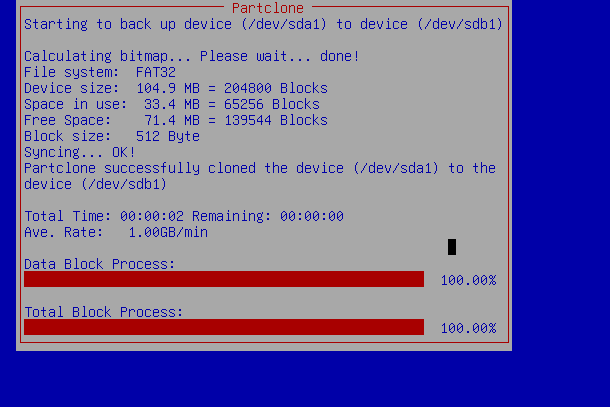 Partclone
Starting to back up device (/dev/sda1) to device (/dev/sdb1)
Calculating bitmap... Please wait... done!
File system:  FAT32
Device size:  104.9 MB = 204800 Blocks
Space in use:  33.4 MB = 65256 Blocks
Free Space:    71.4 MB = 139544 Blocks
Block size:   512 Byte
Syncing... OK!
Partclone successfully cloned the device (/dev/sda1) to the
device (/dev/sdb1)
Total Time: 00:00:02 Remaining: 00:00:00
Ave. Rate:   1.00GB/min
Data Block Process:
100.00%
Total Block Process:
100.00%